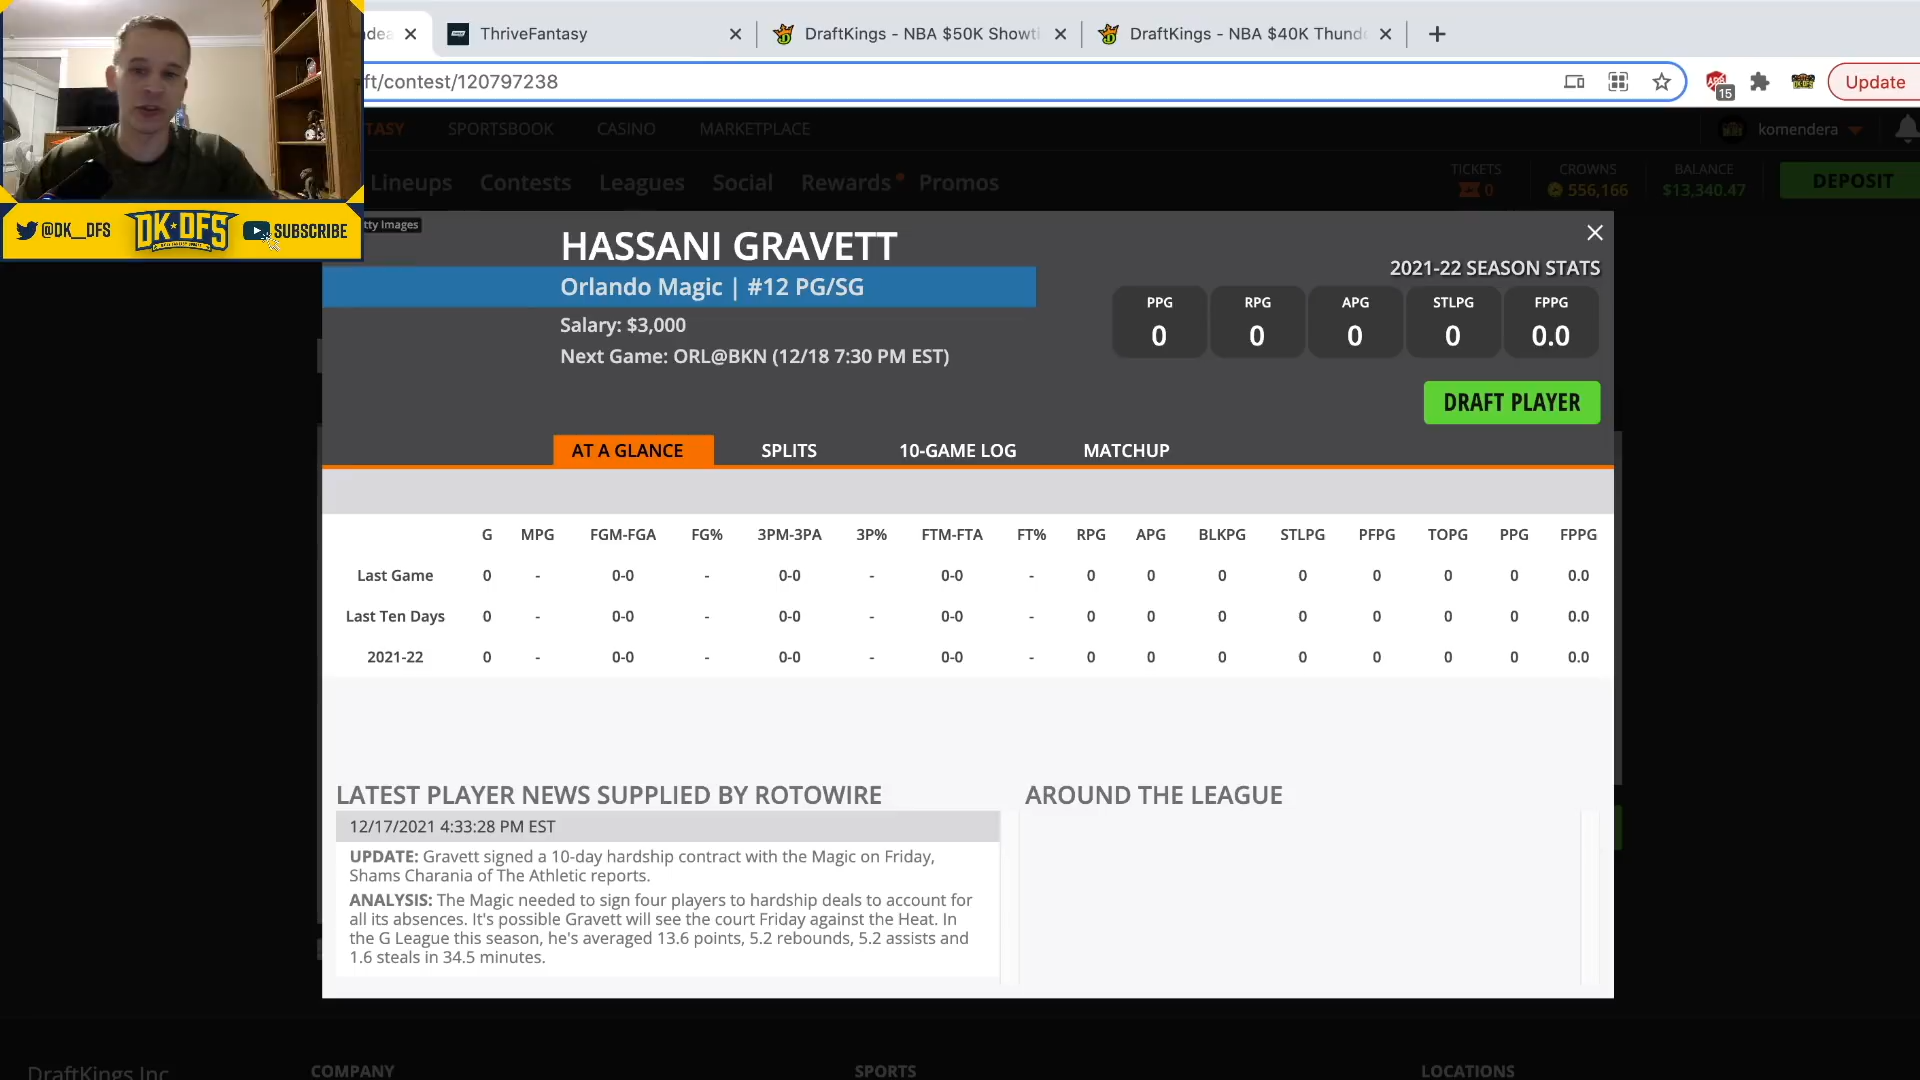 ThriveFantasy
DraftKings - NBA $50K Showti
DraftKings - NBA $40K Thund
ft/contest/120797238
15
Update
TASY
SPORTSBOOK
CASINO
MARKETPLACE
komendera
Lineups
Contests
Leagues
Social
Rewards
Promos
TICKETS
0
CROWNS
556,166
BALANCE
$13,340.47
DEPOSIT
@DK__DFS
DK★DFS
SUBSCRIBE
tty Images
HASSANI GRAVETT
Orlando Magic | #12 PG/SG
Salary: $3,000
Next Game: ORL@BKN (12/18 7:30 PM EST)
2021-22 SEASON STATS
PPG RPG APG STLPG FPPG
0 0 0 0 0.0
DRAFT PLAYER
AT A GLANCE SPLITS 10-GAME LOG MATCHUP
G MPG FGM-FGA FG% 3PM-3PA 3P% FTM-FTA FT% RPG APG BLKPG STLPG PFPG TOPG PPG FPPG
Last Game 0 - 0-0 - 0-0 - 0-0 - 0 0 0 0 0 0 0 0.0
Last Ten Days 0 - 0-0 - 0-0 - 0-0 - 0 0 0 0 0 0 0 0.0
2021-22 0 - 0-0 - 0-0 - 0-0 - 0 0 0 0 0 0 0 0.0
LATEST PLAYER NEWS SUPPLIED BY ROTOWIRE
12/17/2021 4:33:28 PM EST
UPDATE: Gravett signed a 10-day hardship contract with the Magic on Friday,
Shams Charania of The Athletic reports.
ANALYSIS: The Magic needed to sign four players to hardship deals to account for
all its absences. It's possible Gravett will see the court Friday against the Heat. In
the G League this season, he's averaged 13.6 points, 5.2 rebounds, 5.2 assists and
1.6 steals in 34.5 minutes.
AROUND THE LEAGUE
DraftKings Inc
COMPANY
SPORTS
LOCATIONS